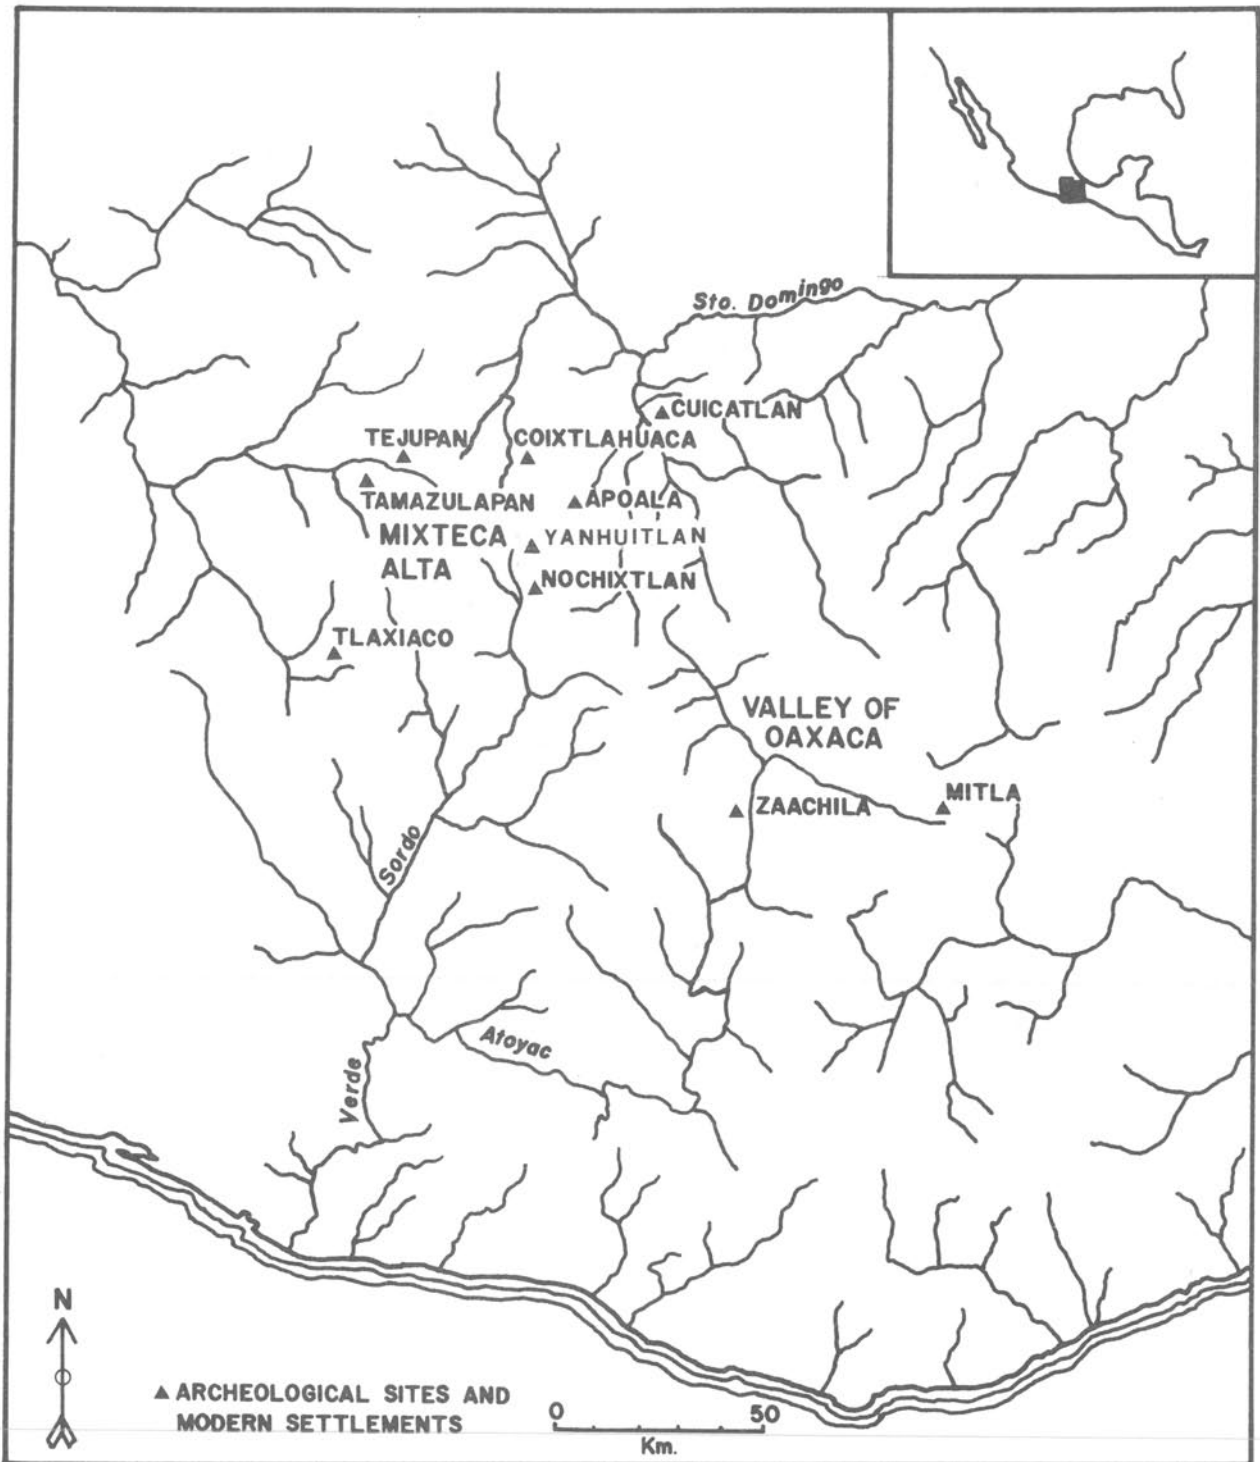 Sto. Domingo
CUICATLAN
TEJUPAN
COIXTLAHUACA
TAMAZULAPAN
APOALA
MIXTECA
ALTA
YANHUITLAN
NOCHIXTLAN
TLAXIACO
VALLEY OF
OAXACA
ZAACHILA
MITLA
Sordo
Atoyac
Verde
N
▲ ARCHEOLOGICAL SITES AND
MODERN SETTLEMENTS
0 50
Km.